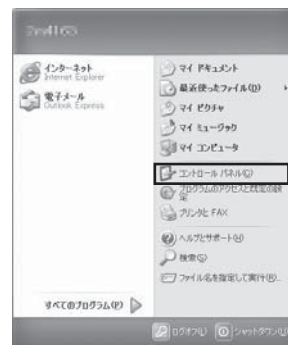 インターネット
Internet Explorer
電子メール
Outlook Express
すべてのプログラム(P)
マイ ドキュメント
最近使ったファイル(D)
マイ ピクチャ
マイ ミュージック
マイ コンピュータ
コントロール パネル(C)
プログラムのアクセスと既定の設定
プリンタと FAX
ヘルプとサポート(H)
検索(S)
ファイル名を指定して実行(R)...
ログオフ(L)
シャットダウン(U)